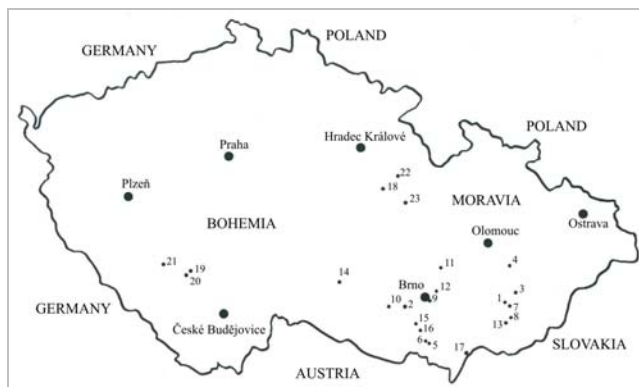 POLAND
GERMANY
Hradec Králové
Praha
POLAND
22
18
Plzeň
23
MORAVIA
BOHEMIA
Ostrava
Olomouc
21
19
20
11
4
14
Brno
12
9
3
10
2
1
7
GERMANY
České Budějovice
15
8
13
16
6
5
17
SLOVAKIA
AUSTRIA